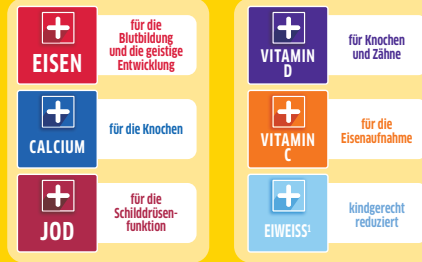 EISEN
für die
Blutbildung
und die geistige
Entwicklung
CALCIUM
für die Knochen
JOD
für die
Schilddrüsen-
funktion
VITAMIN
D
für Knochen
und Zähne
VITAMIN
C
für die
Eisenaufnahme
EIWEISS¹
kindgerecht
reduziert